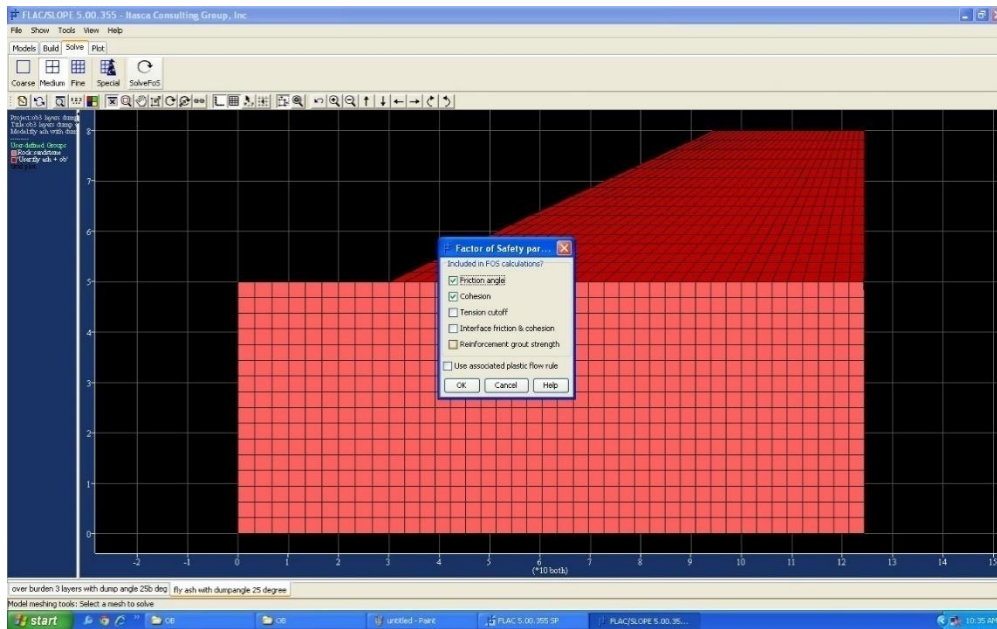 FLAC/SLOPE 5.00.355 - Itasca Consulting Group, Inc
File Show Tools View Help
Models Build Solve Plot
Coarse Medium Fine Special SolveFoS
User-defined Groups
Rock:sandstone
'User:fly ash + ob'
8
7
6
5
4
3
2
1
0
Factor of Safety par...
Included in FOS calculations?
Friction angle
Cohesion
Tension cutoff
Interface friction & cohesion
Reinforcement grout strength
Use associated plastic flow rule
OK Cancel Help
-2 -1 0 1 2 3 4 5 6 7 8 9 10 11 12 13 14 15
(*10 both)
over burden 3 layers with dump angle 25b deg fly ash with dumpangle 25 degree
Model meshing tools: Select a mesh to solve
start OB OB untitled - Paint FLAC 5.00.355 SP FLAC/SLOPE 5.00.35... 10:35 AM